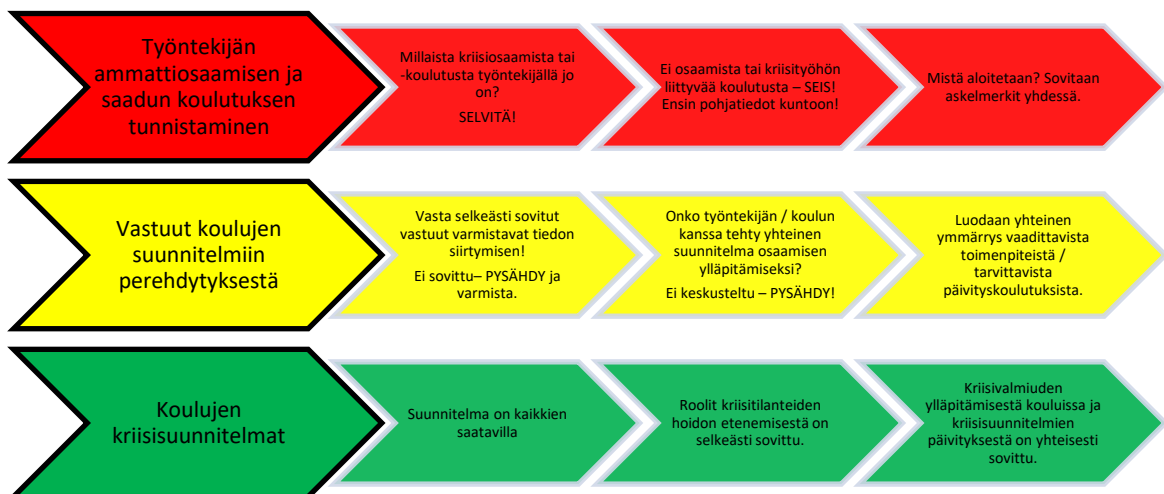 Työntekijän
ammattiosaamisen ja
saadun koulutuksen
tunnistaminen
Millaista kriisiosaamista tai
-koulutusta työntekijällä jo
on?
SELVITÄ!
Ei osaamista tai kriisityöhön
liittyvää koulutusta – SEIS!
Ensin pohjatiedot kuntoon!
Mistä aloitetaan? Sovitaan
askelmerkit yhdessä.
Vastuut koulujen
suunnitelmiin
perehdytyksestä
Vasta selkeästi sovitut
vastuut varmistavat tiedon
siirtymisen!
Ei sovittu– PYSÄHDY ja
varmista.
Onko työntekijän / koulun
kanssa tehty yhteinen
suunnitelma osaamisen
ylläpitämiseksi?
Ei keskusteltu – PYSÄHDY!
Luodaan yhteinen
ymmärrys vaadittavista
toimenpiteistä /
tarvittavista
päivityskoulutuksista.
Koulujen
kriisisuunnitelmat
Suunnitelma on kaikkien
saatavilla
Roolit kriisitilanteiden
hoidon etenemisestä on
selkeästi sovittu.
Kriisivalmiuden
ylläpitämisestä kouluissa ja
kriisisuunnitelmien
päivityksestä on yhteisesti
sovittu.